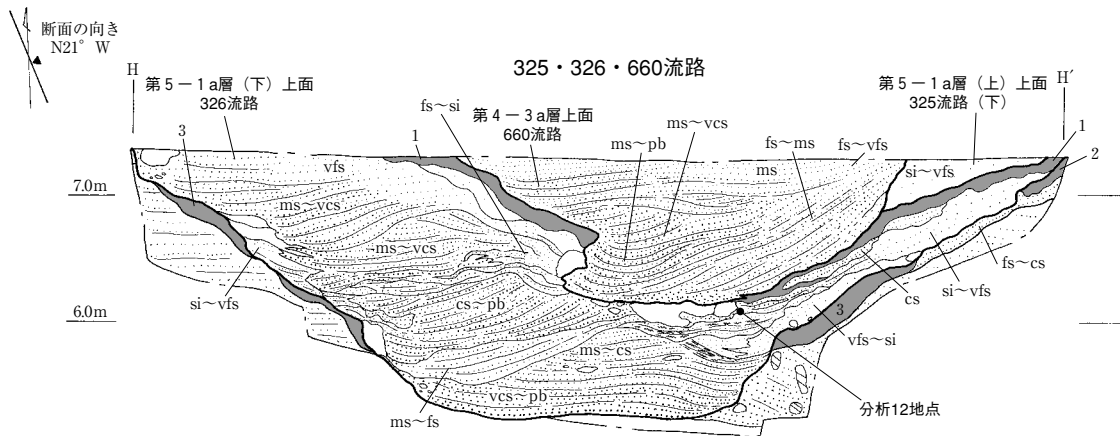 断面の向き
N21°W
325・326・660流路
H
H′
第5－1a層（下）上面
326流路
第4－3a層上面
660流路
第5－1a層（上）上面
325流路（下）
fs～si
ms～vcs
ms～pb
fs～vfs
fs～ms
1
2
3
1
vfs
ms
si～vfs
7.0m
ms～vcs
ms～vcs
fs～cs
si～vfs
cs
si～vfs
6.0m
cs～pb
3
ms～cs
vfs～si
vcs～pb
ms～fs
分析12地点